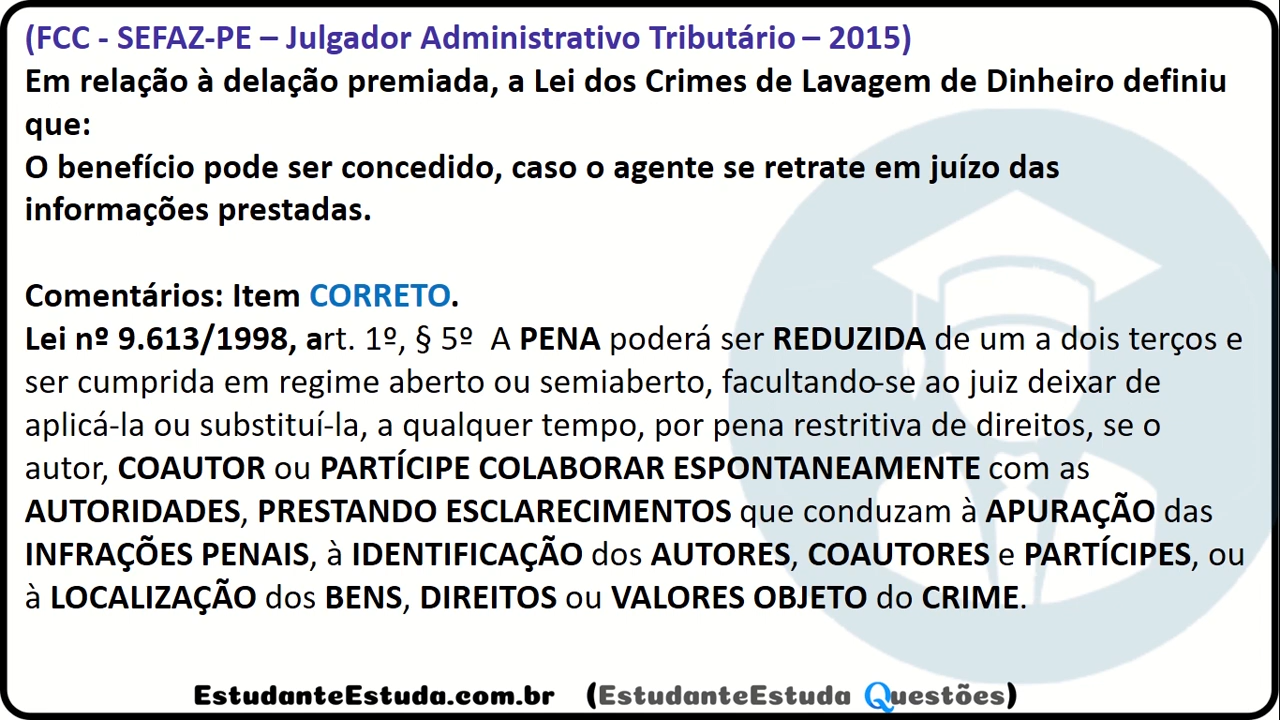 (FCC - SEFAZ-PE – Julgador Administrativo Tributário – 2015)
Em relação à delação premiada, a Lei dos Crimes de Lavagem de Dinheiro definiu
que:
O benefício pode ser concedido, caso o agente se retrate em juízo das
informações prestadas.
Comentários: Item CORRETO.
Lei nº 9.613/1998, art. 1º, § 5º A PENA poderá ser REDUZIDA de um a dois terços e
ser cumprida em regime aberto ou semiaberto, facultando-se ao juiz deixar de
aplicá-la ou substituí-la, a qualquer tempo, por pena restritiva de direitos, se o
autor, COAUTOR ou PARTÍCIPE COLABORAR ESPONTANEAMENTE com as
AUTORIDADES, PRESTANDO ESCLARECIMENTOS que conduzam à APURAÇÃO das
INFRAÇÕES PENAIS, à IDENTIFICAÇÃO dos AUTORES, COAUTORES e PARTÍCIPES, ou
à LOCALIZAÇÃO dos BENS, DIREITOS ou VALORES OBJETO do CRIME.
EstudanteEstuda.com.br (EstudanteEstuda Questões)